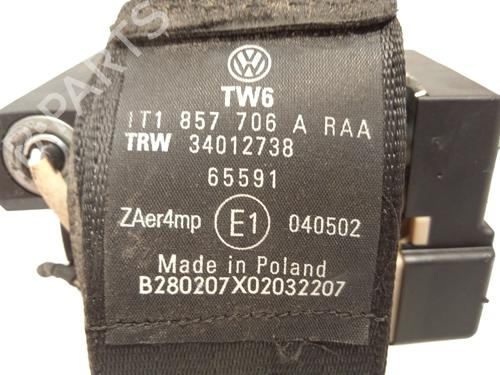 TW6
1T1 857 706 A RAA
TRW 34012738
65591
ZAer4mp E1 040502
Made in Poland
B280207X02032207